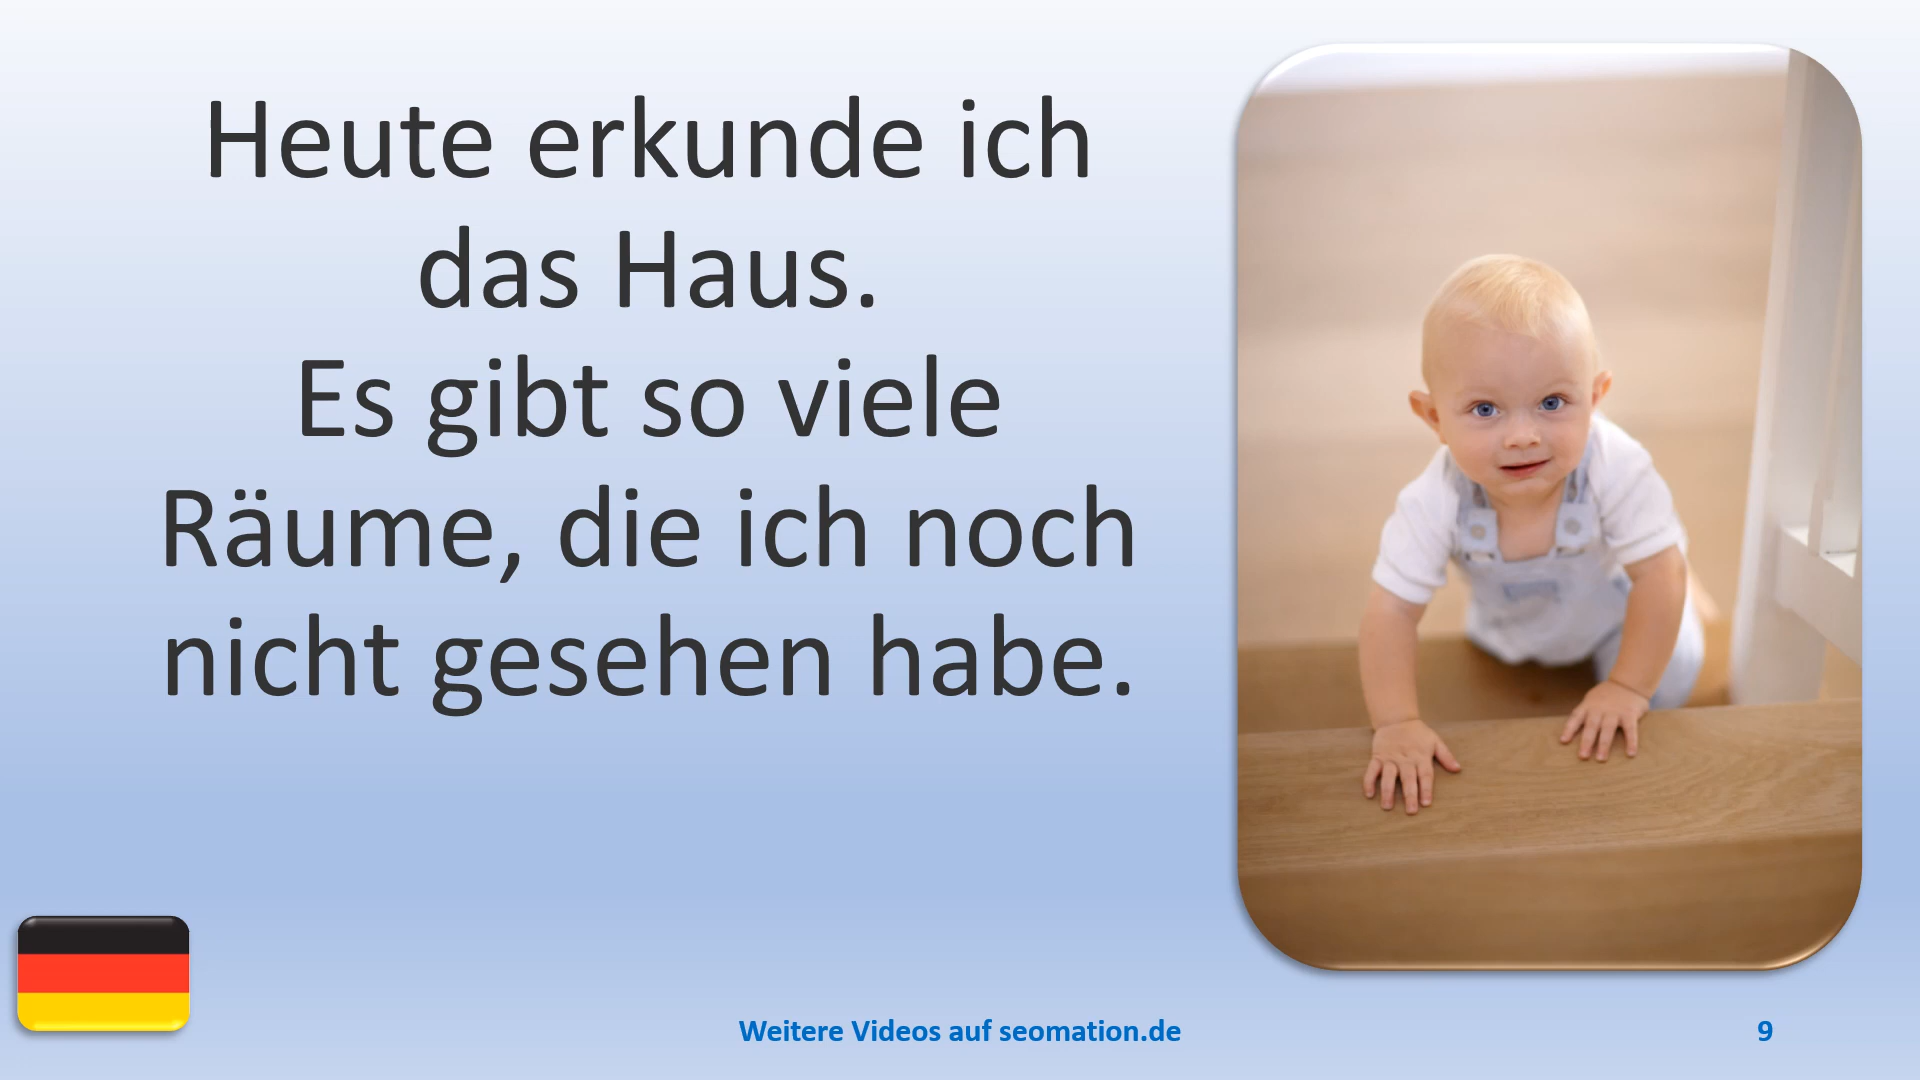 Heute erkunde ich
das Haus.
Es gibt so viele
Räume, die ich noch
nicht gesehen habe.
Weitere Videos auf seomation.de
9